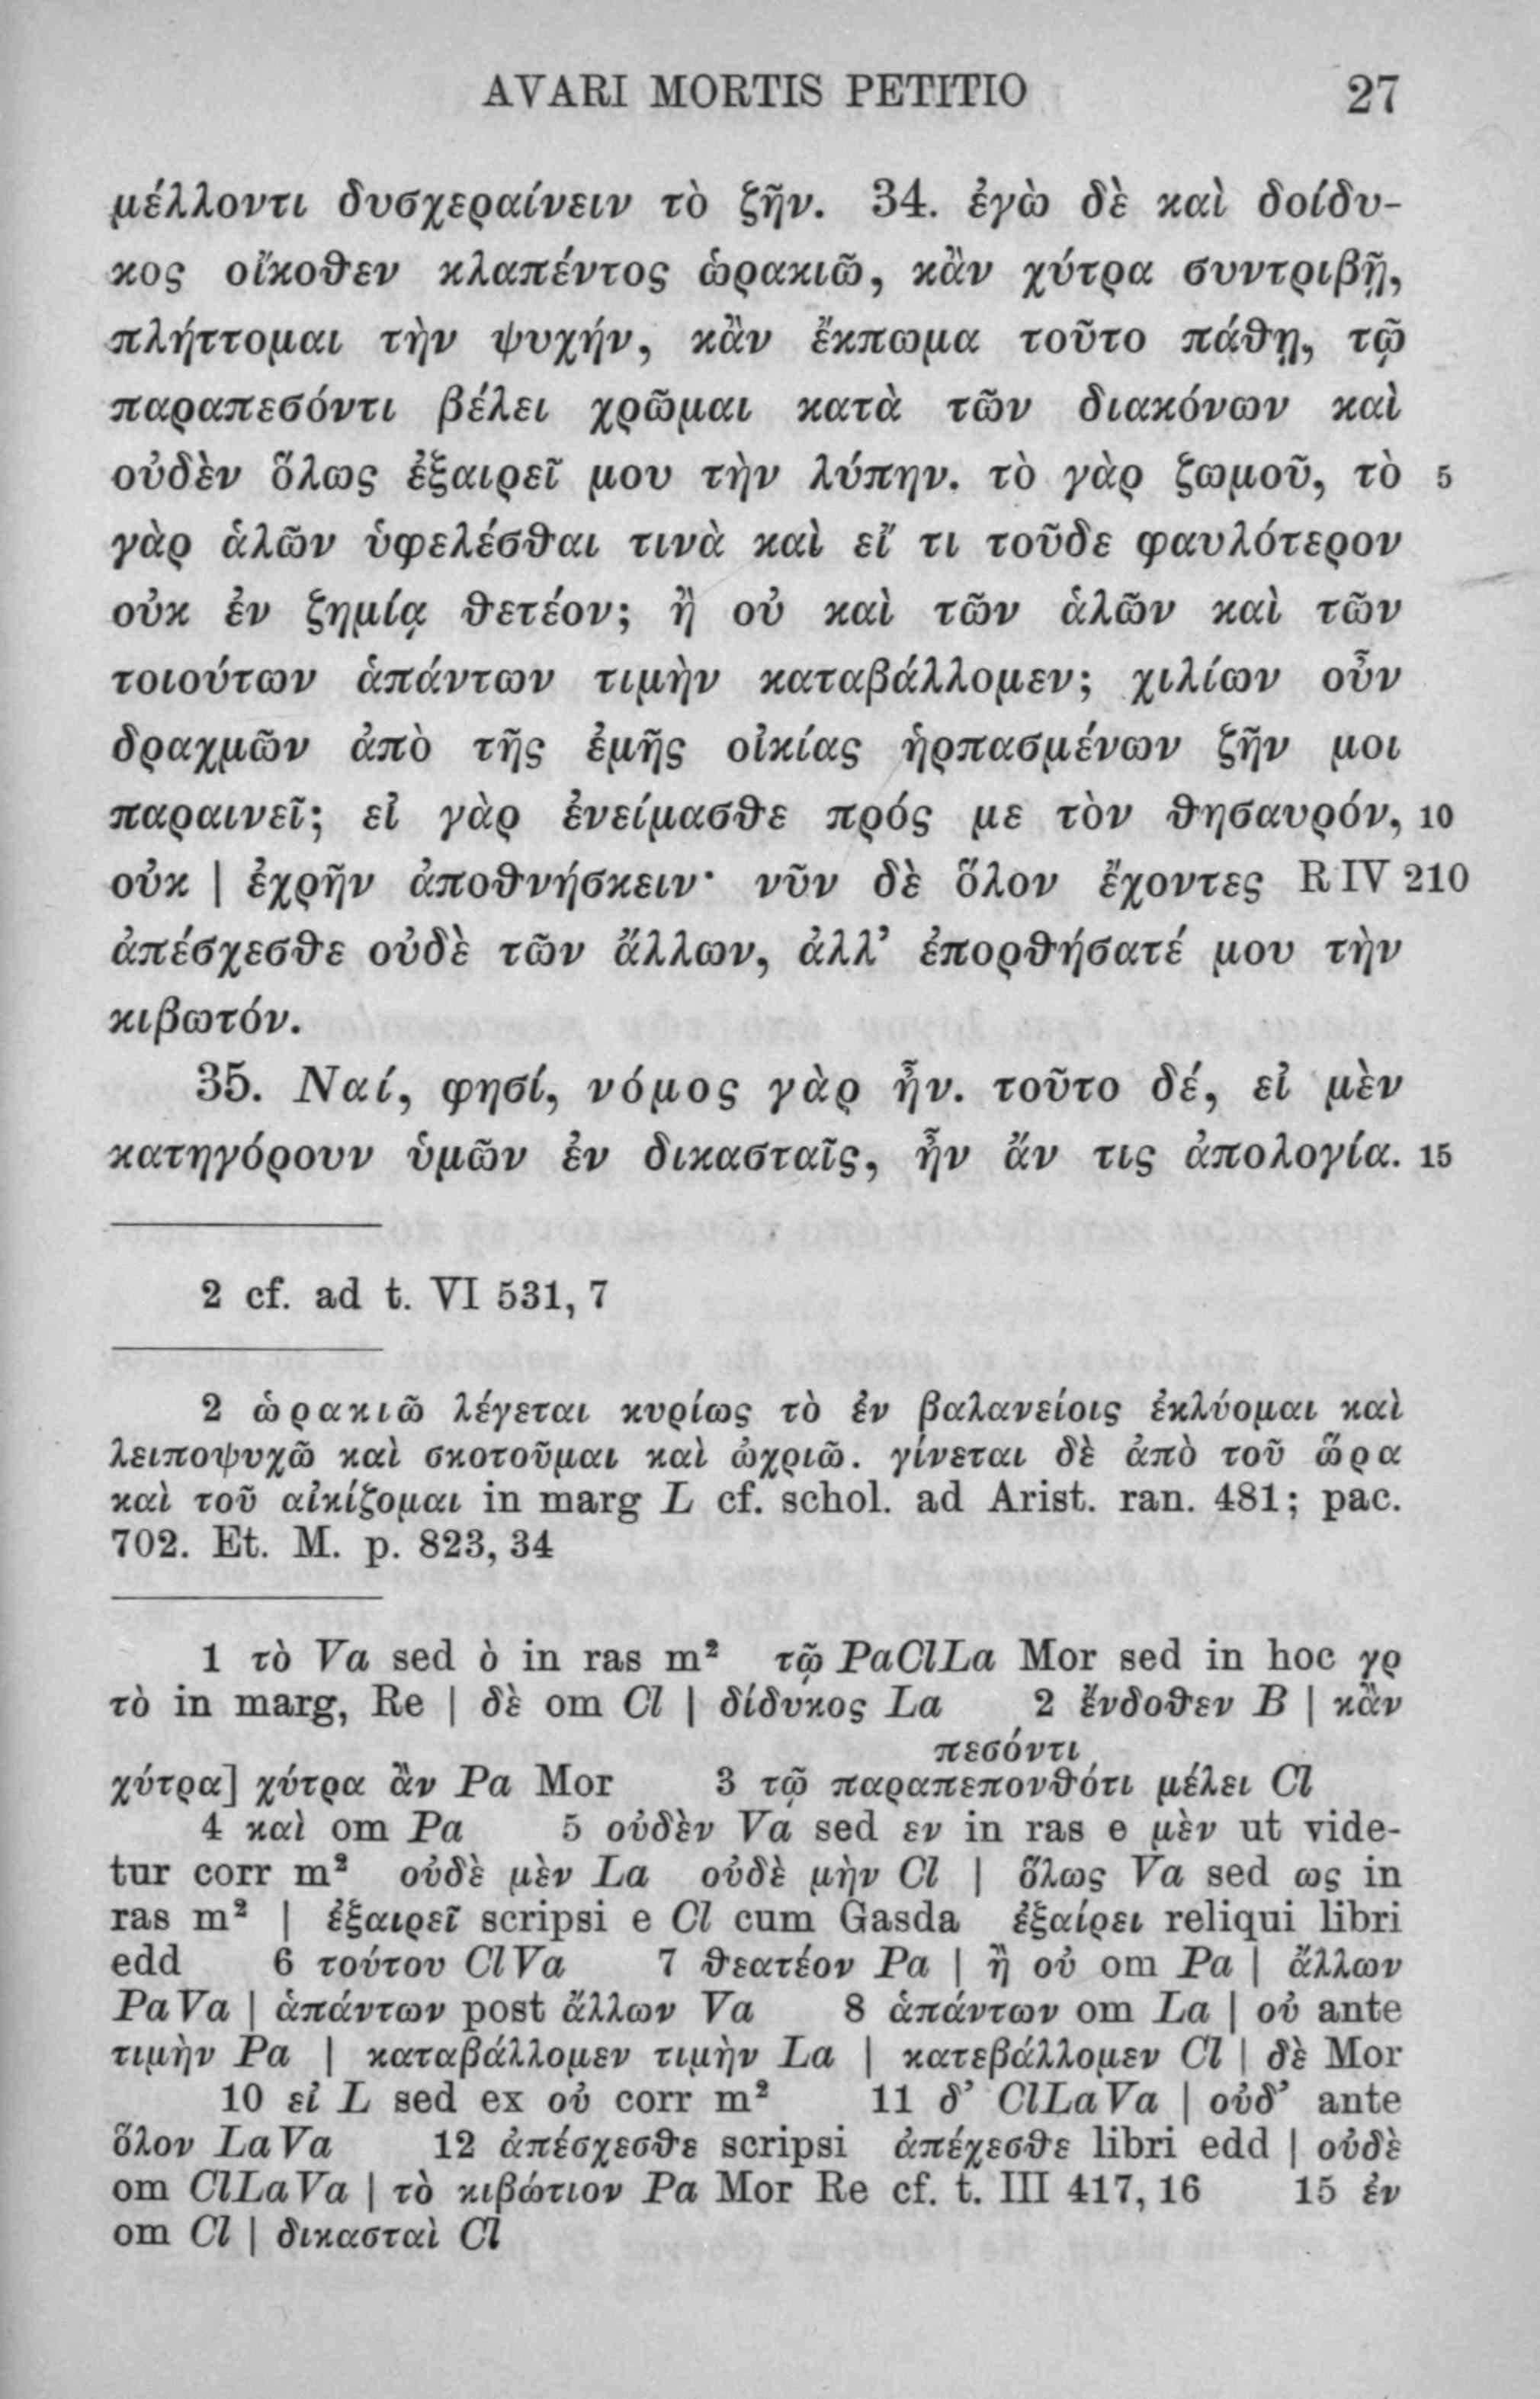 AVARI MORTIS PETITIO 27
μέλλοντι δυσχεραίνειν τὸ ζῆν. 34. ἐγὼ δὲ καὶ δοίδυ-
κος οἴκοθεν κλαπέντος ὡρακιῶ, κἂν χύτρα συντριβῇ,
πλήττομαι τὴν ψυχήν, κἂν ἔκπωμα τοῦτο πάθῃ, τῷ
παραπεσόντι βέλει χρῶμαι κατὰ τῶν διακόνων καὶ
οὐδὲν ὅλως ἐξαιρεῖ μου τὴν λύπην. τὸ γὰρ ζωμοῦ, τὸ 5
γὰρ ἁλῶν ὑφελέσθαι τινὰ καὶ εἴ τι τοῦδε φαυλότερον
οὐκ ἐν ζημίᾳ θετέον; ἢ οὐ καὶ τῶν ἁλῶν καὶ τῶν
τοιούτων ἁπάντων τιμὴν καταβάλλομεν; χιλίων οὖν
δραχμῶν ἀπὸ τῆς ἐμῆς οἰκίας ἡρπασμένων ζῆν μοι
παραινεῖ; εἰ γὰρ ἐνείμασθε πρός με τὸν θησαυρόν, 10
οὐκ | ἐχρῆν ἀποθνήσκειν· νῦν δὲ ὅλον ἔχοντες R IV 210
ἀπέσχεσθε οὐδὲ τῶν ἄλλων, ἀλλ’ ἐπορθήσατέ μου τὴν
κιβωτόν.
35. Ναί, φησί, νόμος γὰρ ἦν. τοῦτο δέ, εἰ μὲν
κατηγόρουν ὑμῶν ἐν δικασταῖς, ἦν ἄν τις ἀπολογία. 15
2 cf. ad t. VI 531, 7
2 ὡρακιῶ λέγεται κυρίως τὸ ἐν βαλανείοις ἐκλύομαι καὶ
λειποψυχῶ καὶ σκοτοῦμαι καὶ ὠχριῶ. γίνεται δὲ ἀπὸ τοῦ ὥρα
καὶ τοῦ αἰκίζομαι in marg L cf. schol. ad Arist. ran. 481; pac.
702. Et. M. p. 823, 34
1 τὸ Va sed ὸ in ras m² τῷ PaClLa Mor sed in hoc γρ
τὸ in marg, Re | δὲ om Cl | δίδυκος La 2 ἔνδοθεν B | κἂν
πεσόντι
χύτρα] χύτρα ἂν Pa Mor 3 τῷ παραπεπονθότι μέλει Cl
4 καὶ om Pa 5 οὐδὲν Va sed εν in ras e μὲν ut vide-
tur corr m² οὐδὲ μὲν La οὐδὲ μὴν Cl | ὅλως Va sed ως in
ras m² | ἐξαιρεῖ scripsi e Cl cum Gasda ἐξαίρει reliqui libri
edd 6 τούτου ClVa 7 θεατέον Pa | ἢ οὐ om Pa | ἄλλων
PaVa | ἁπάντων post ἄλλων Va 8 ἁπάντων om La | οὐ ante
τιμὴν Pa | καταβάλλομεν τιμὴν La | κατεβάλλομεν Cl | δὲ Mor
10 εἰ L sed ex οὐ corr m² 11 δ’ ClLaVa | οὐδ’ ante
ὅλον LaVa 12 ἀπέσχεσθε scripsi ἀπέχεσθε libri edd | οὐδὲ
om ClLaVa | τὸ κιβώτιον Pa Mor Re cf. t. III 417, 16 15 ἐν
om Cl | δικασταὶ Cl